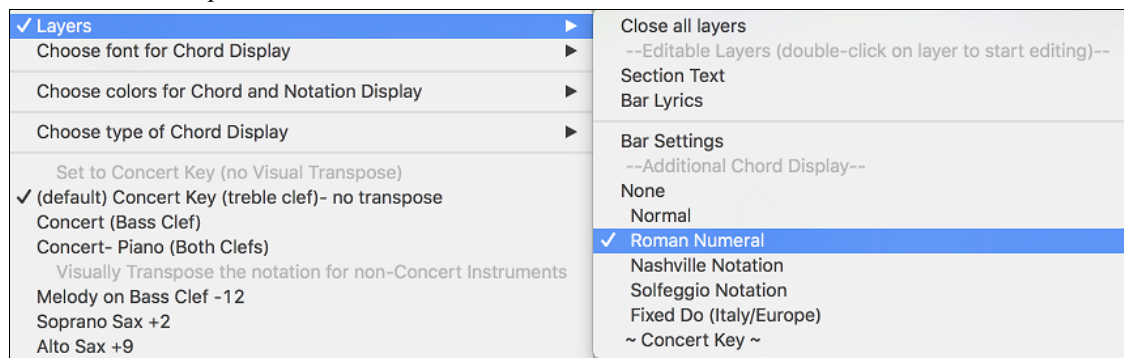 ✓ Layers ▶
Choose font for Chord Display ▶
Choose colors for Chord and Notation Display ▶
Choose type of Chord Display ▶
Set to Concert Key (no Visual Transpose)
✓ (default) Concert Key (treble clef)- no transpose
Concert (Bass Clef)
Concert- Piano (Both Clefs)
Visually Transpose the notation for non-Concert Instruments
Melody on Bass Clef -12
Soprano Sax +2
Alto Sax +9
Close all layers
--Editable Layers (double-click on layer to start editing)--
Section Text
Bar Lyrics
Bar Settings
--Additional Chord Display--
None
Normal
✓ Roman Numeral
Nashville Notation
Solfeggio Notation
Fixed Do (Italy/Europe)
~ Concert Key ~